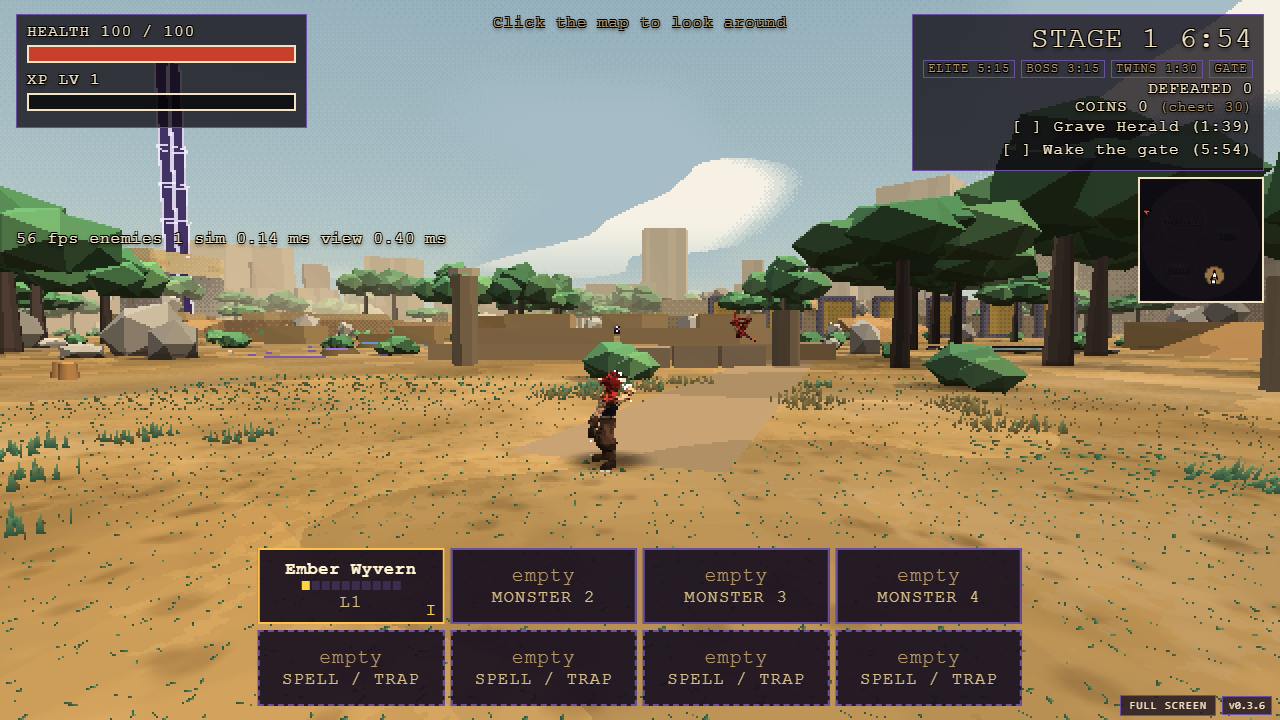 HEALTH 100 / 100
XP LV 1
Click the map to look around
STAGE 1 6:54
ELITE 5:15 BOSS 3:15 TWINS 1:30 GATE
DEFEATED 0
COINS 0 (chest 30)
[ ] Grave Herald (1:39)
[ ] Wake the gate (5:54)
56 fps enemies 1 sim 0.14 ms view 0.40 ms
Ember Wyvern
L1
I
empty
MONSTER 2
empty
MONSTER 3
empty
MONSTER 4
empty
SPELL / TRAP
empty
SPELL / TRAP
empty
SPELL / TRAP
empty
SPELL / TRAP
FULL SCREEN
v0.3.6